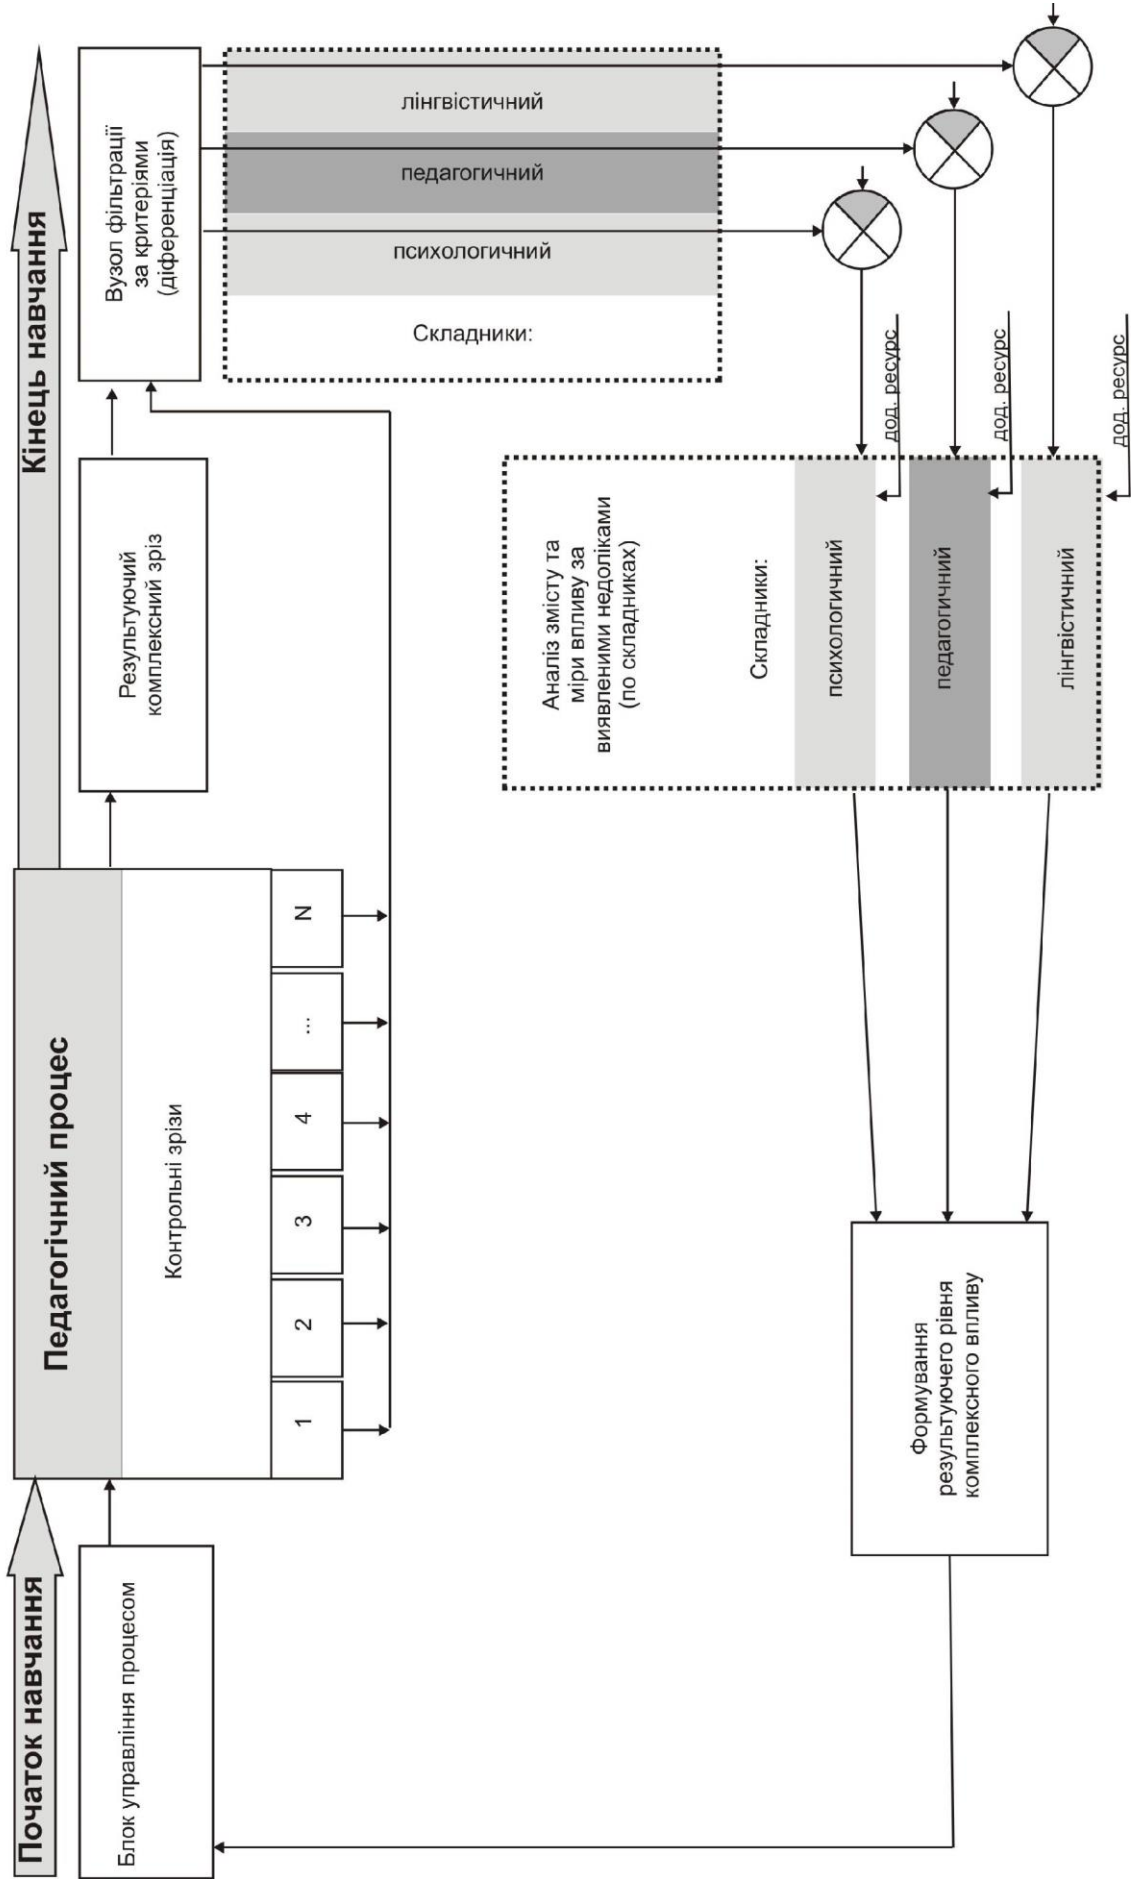 Початок навчання
Педагогічний процес
Кінець навчання
Блок управління процесом
Контрольні зрізи
1
2
3
4
...
N
Результуючий
комплексний зріз
Вузол фільтрації
за критеріями
(діференціація)
Складники:
психологичний
педагогичний
лінгвістичний
Аналіз змісту та
міри впливу за
виявленими недоліками
(по складниках)
Складники:
психологичний
дод. ресурс
педагогичний
дод. ресурс
лінгвістичний
дод. ресурс
Формування
результуючего рівня
комплексного впливу